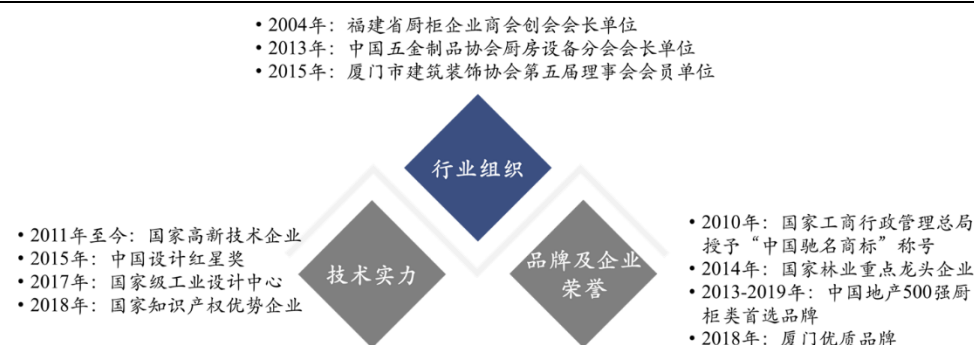 • 2004年：福建省厨柜企业商会创会会长单位
• 2013年：中国五金制品协会厨房设备分会会长单位
• 2015年：厦门市建筑装饰协会第五届理事会会员单位
行业组织
• 2011年至今：国家高新技术企业
• 2015年：中国设计红星奖
• 2017年：国家级工业设计中心
• 2018年：国家知识产权优势企业
技术实力
品牌及企业
荣誉
• 2010年：国家工商行政管理总局
授予“中国驰名商标”称号
• 2014年：国家林业重点龙头企业
• 2013-2019年：中国地产500强厨
柜类首选品牌
• 2018年：厦门优质品牌